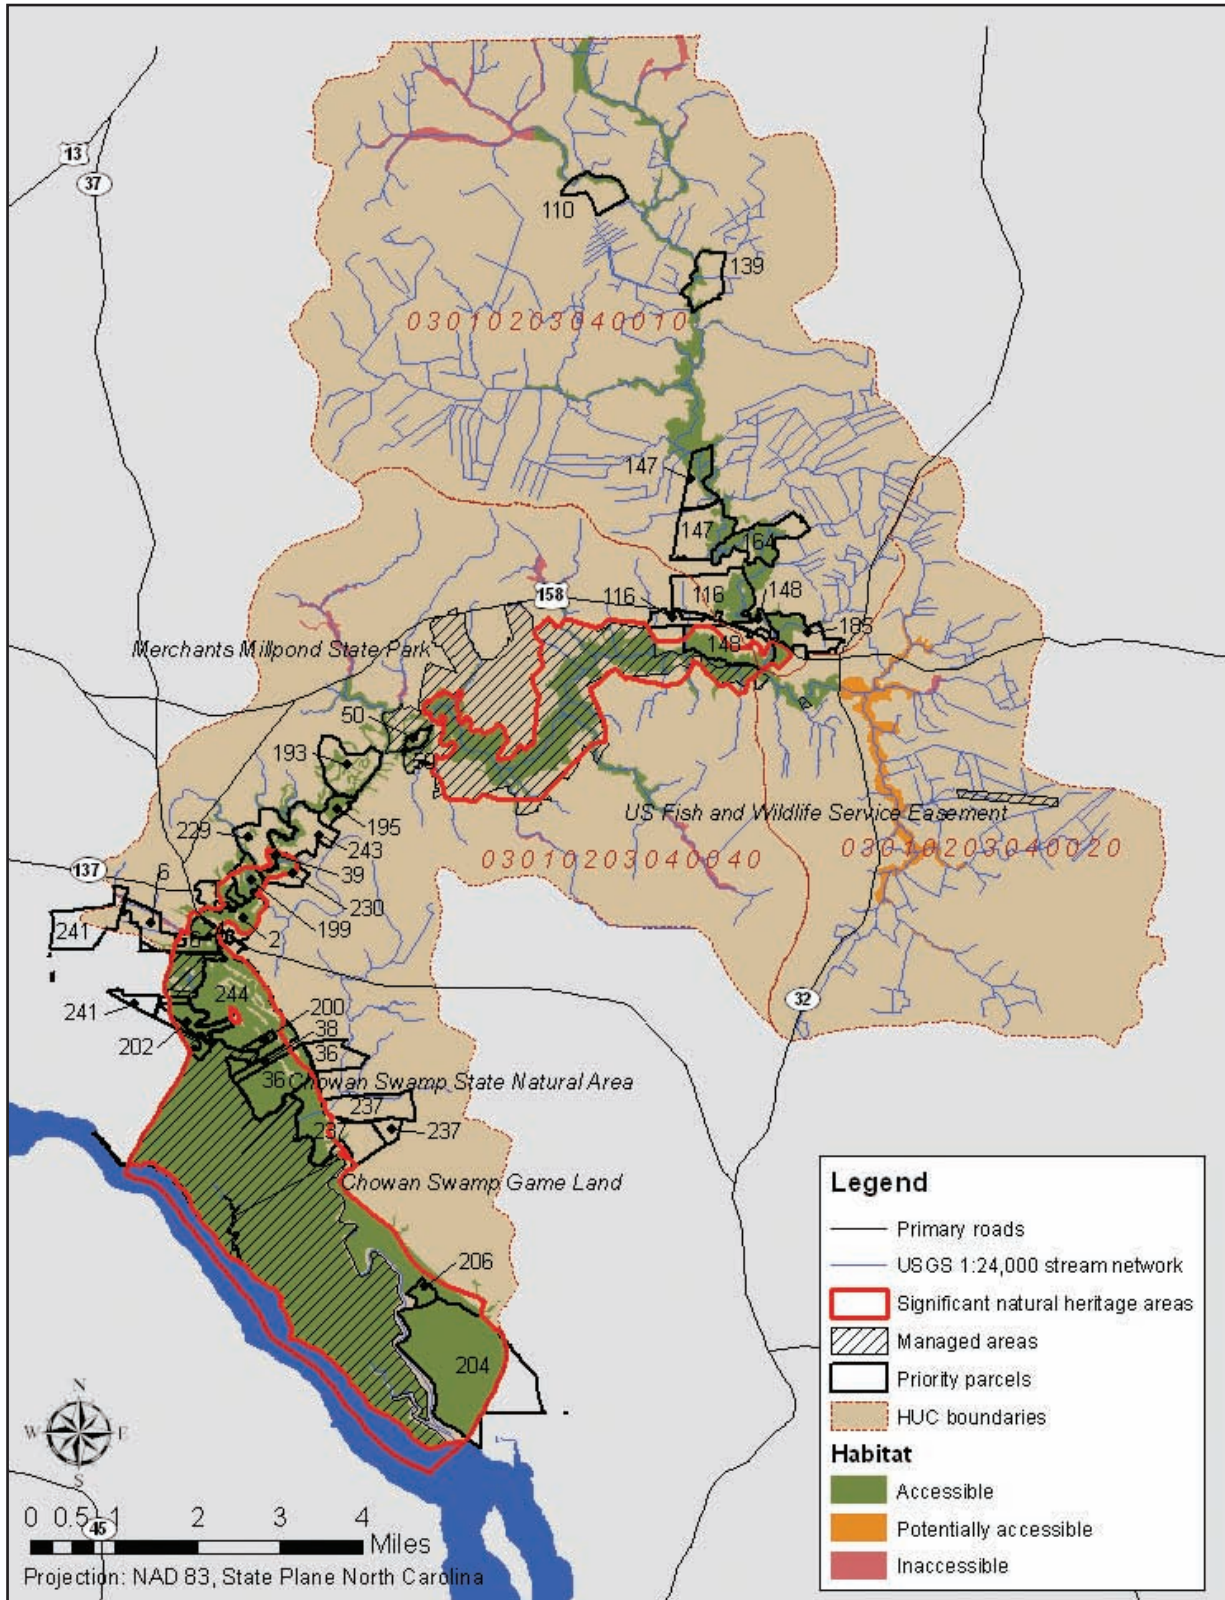 13
37
110
139
03010203040010
147
147
164
158
116
116
148
185
148
Merchants Millpond State Park
50
50
193
195
229
243
US Fish and Wildlife Service Easement
03010203040040
03010203040020
137
6
39
230
199
2
241
244
241
202
200
38
36
36
Chowan Swamp State Natural Area
32
237
237
237
Chowan Swamp Game Land
206
204
Legend
Primary roads
USGS 1:24,000 stream network
Significant natural heritage areas
Managed areas
Priority parcels
HUC boundaries
Habitat
Accessible
Potentially accessible
Inaccessible
N
W E
S
0 0.5 1 2 3 4
Miles
45
Projection: NAD 83, State Plane North Carolina